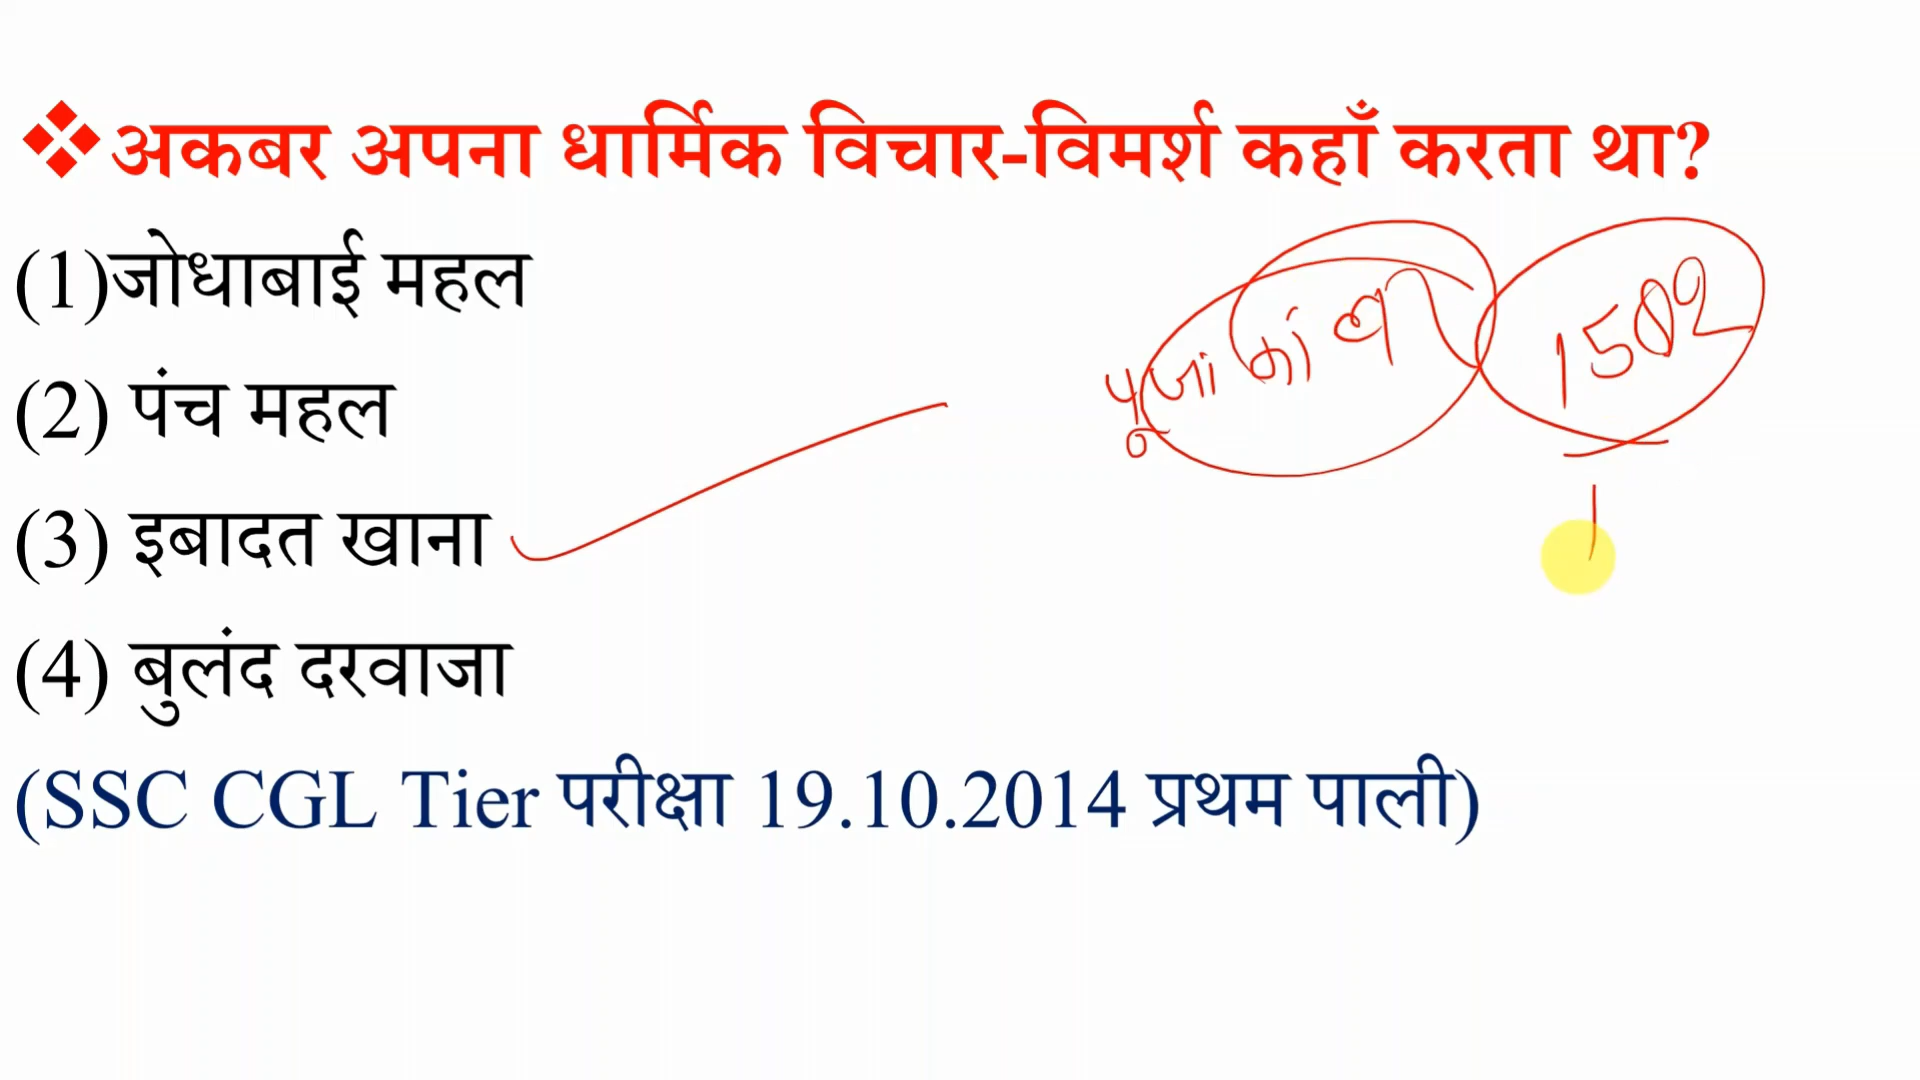 ❖अकबर अपना धार्मिक विचार-विमर्श कहाँ करता था?
(1)जोधाबाई महल
(2) पंच महल
(3) इबादत खाना
(4) बुलंद दरवाजा
(SSC CGL Tier परीक्षा 19.10.2014 प्रथम पाली)
पूजा का घर